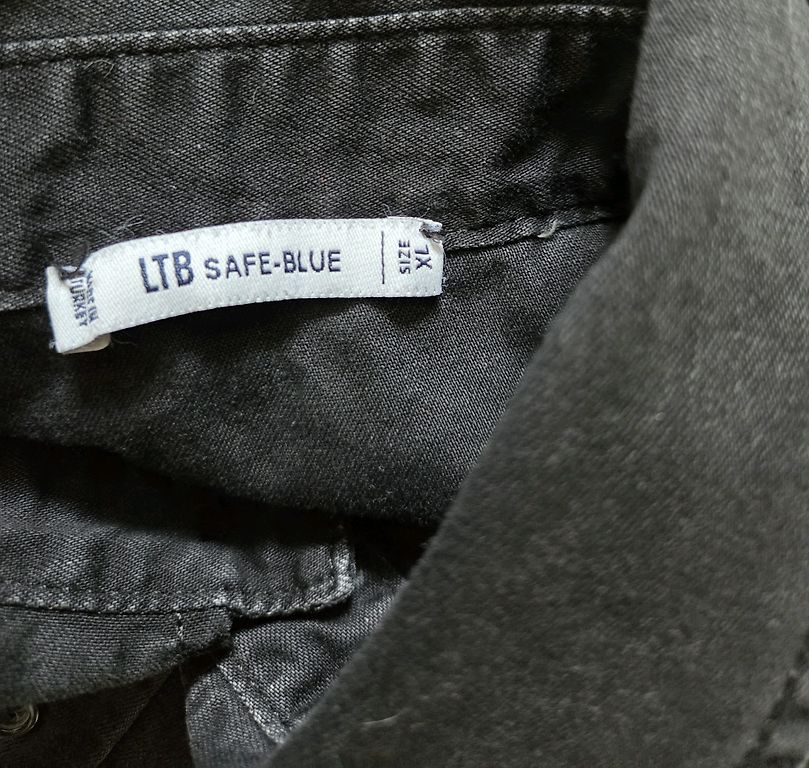 MADE IN
TURKEY
LTB SAFE-BLUE
SIZE
XL